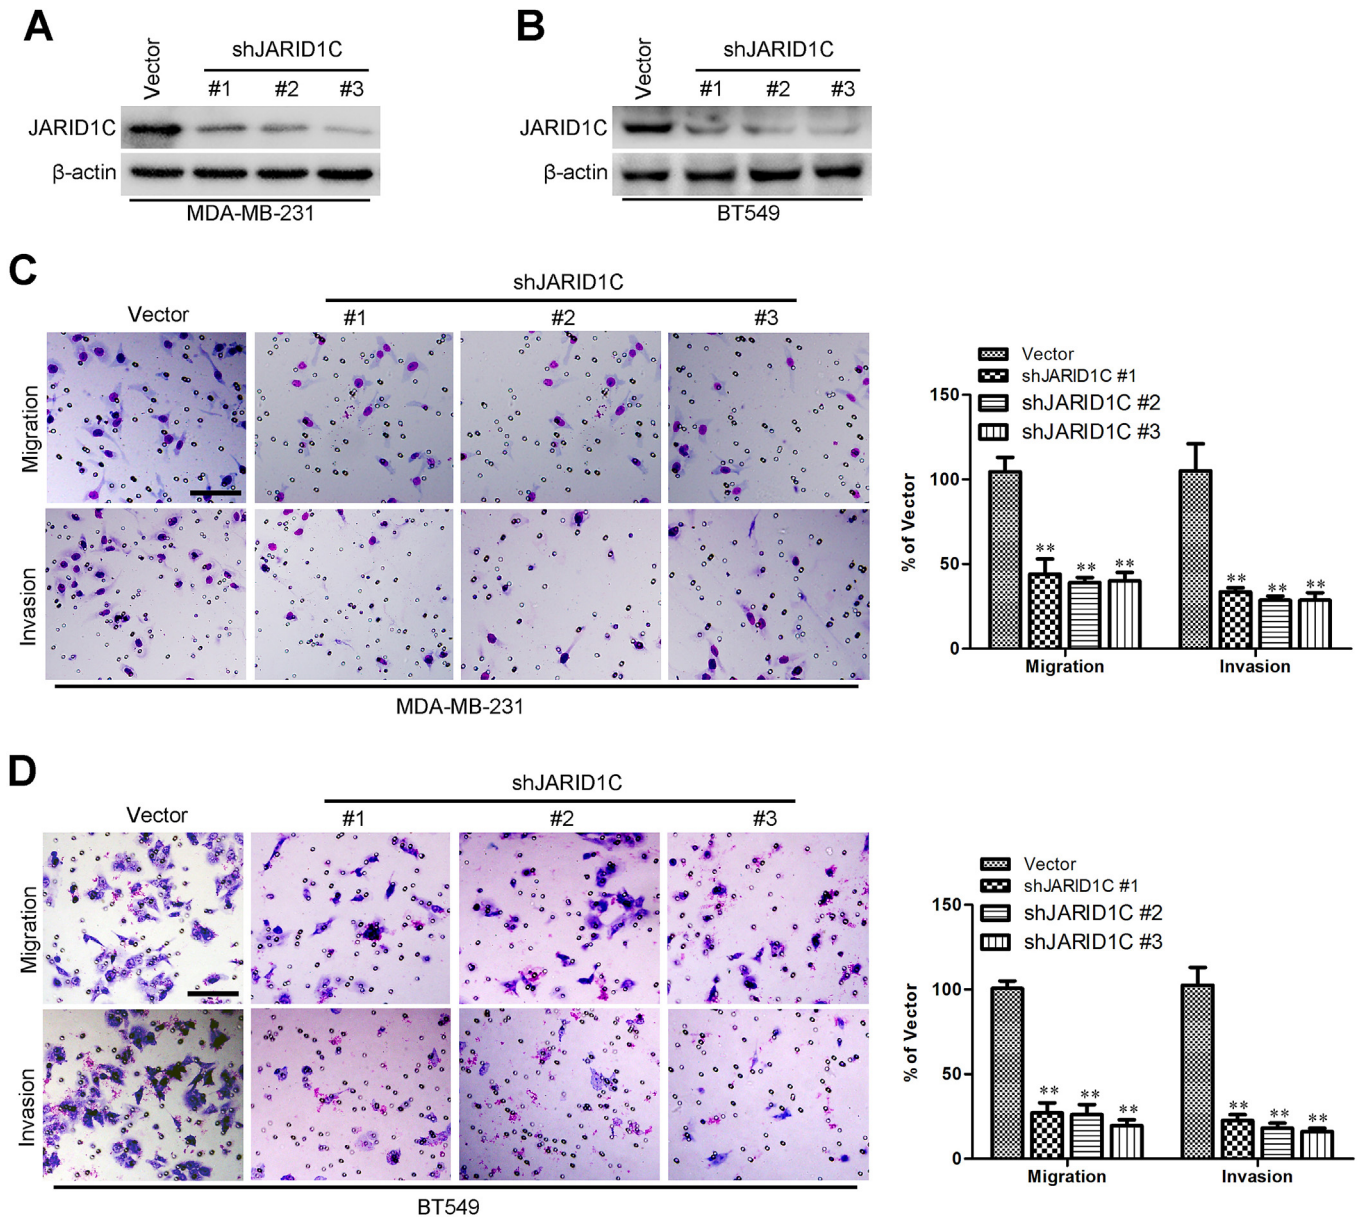 A
shJARID1C
Vector
#1 #2 #3
JARID1C
β-actin
MDA-MB-231
B
shJARID1C
Vector
#1 #2 #3
JARID1C
β-actin
BT549
C
shJARID1C
Vector #1 #2 #3
Migration
Invasion
MDA-MB-231
Vector
shJARID1C #1
shJARID1C #2
shJARID1C #3
% of Vector
150
100
50
0
** ** **
** ** **
Migration Invasion
D
shJARID1C
Vector #1 #2 #3
Migration
Invasion
BT549
Vector
shJARID1C #1
shJARID1C #2
shJARID1C #3
% of Vector
150
100
50
0
** ** **
** ** **
Migration Invasion